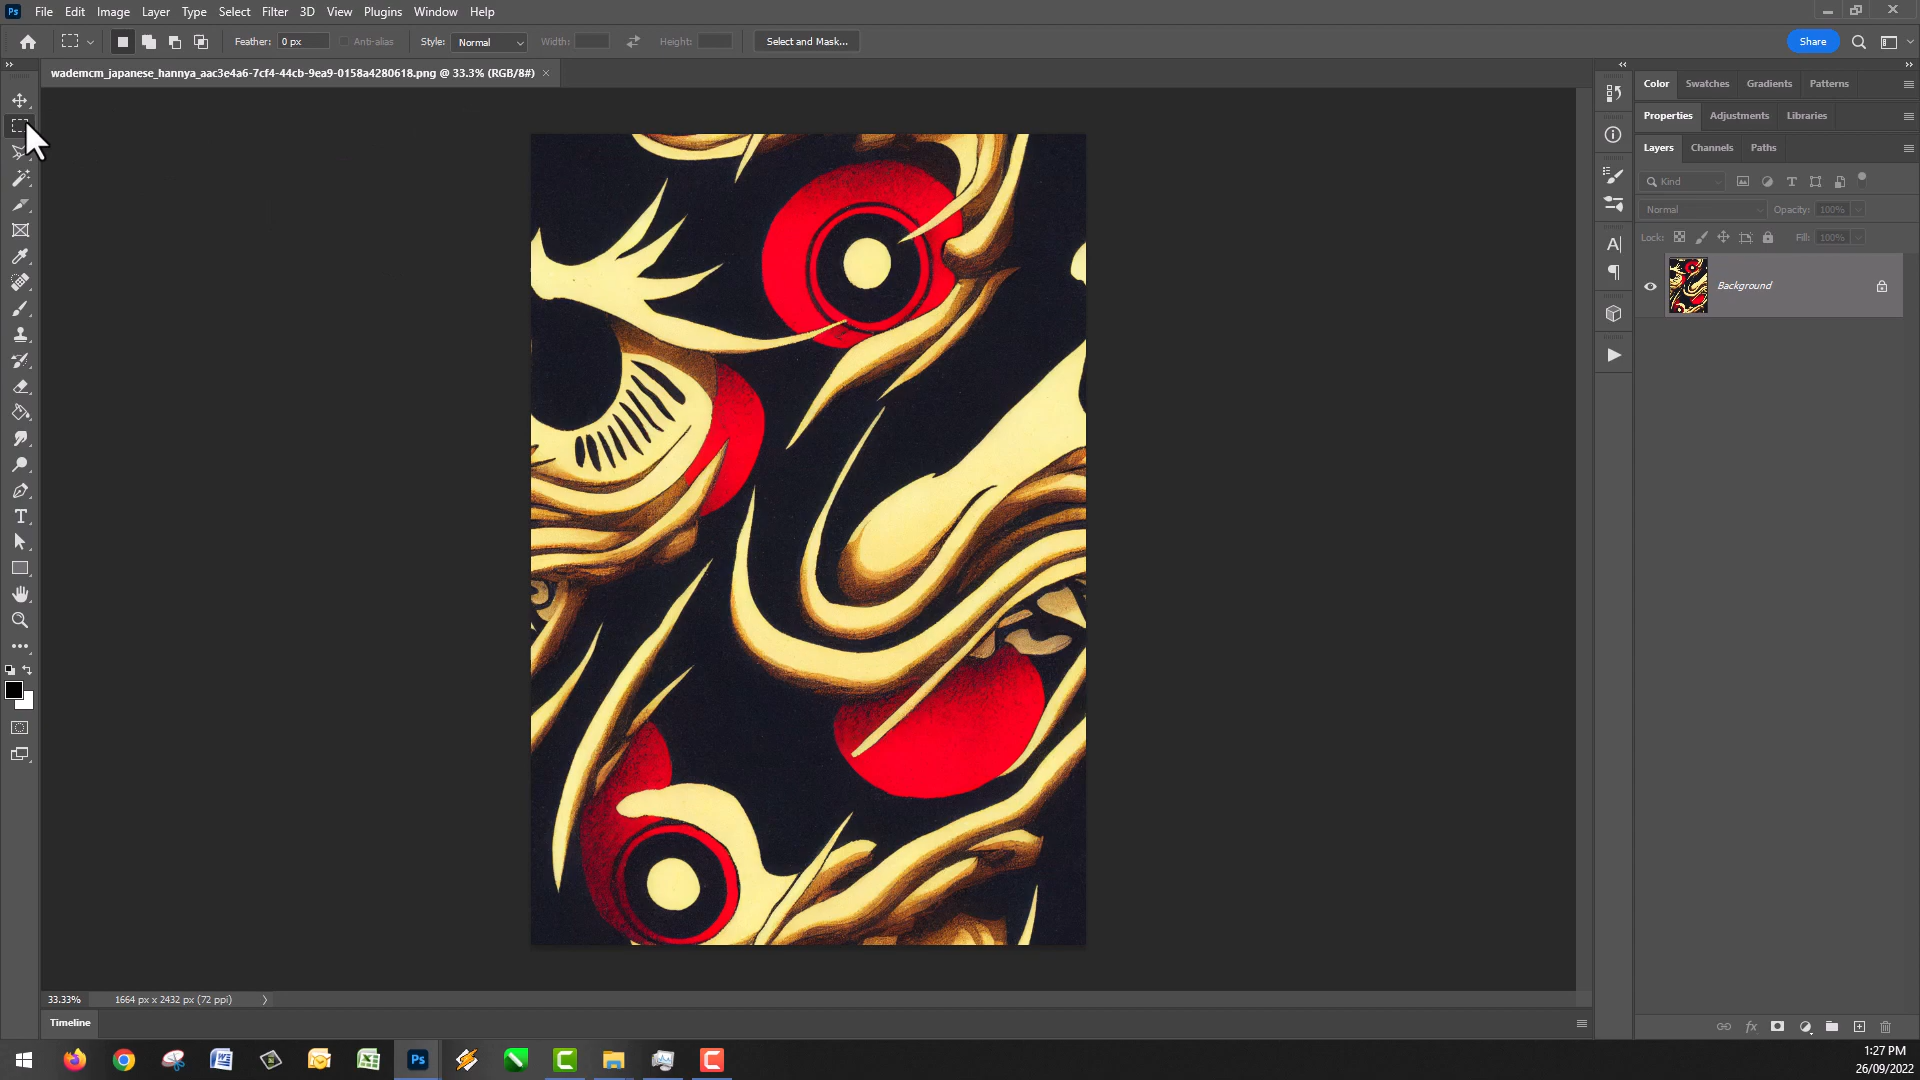 Ps File Edit Image Layer Type Select Filter 3D View Plugins Window Help
Feather: 0 px Anti-alias Style: Normal Width: Height: Select and Mask... Share
wademcm_japanese_hannya_aac3e4a6-7cf4-44cb-9ea9-0158a4280618.png @ 33.3% (RGB/8#) ×
Color Swatches Gradients Patterns
Properties Adjustments Libraries
Layers Channels Paths
Kind
Normal Opacity: 100%
Lock: Fill: 100%
Background
33.33% 1664 px x 2432 px (72 ppi)
Timeline
Ps
1:27 PM
26/09/2022